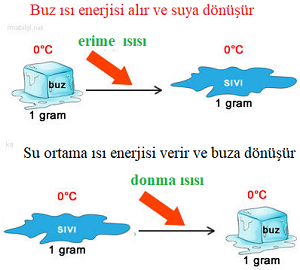 Buz ısı enerjisi alır ve suya dönüşür
0°C
erime ısısı
0°C
buz
SIVI
1 gram
1 gram
Su ortama ısı enerjisi verir ve buza dönüşür
0°C
donma ısısı
0°C
SIVI
buz
1 gram
1 gram